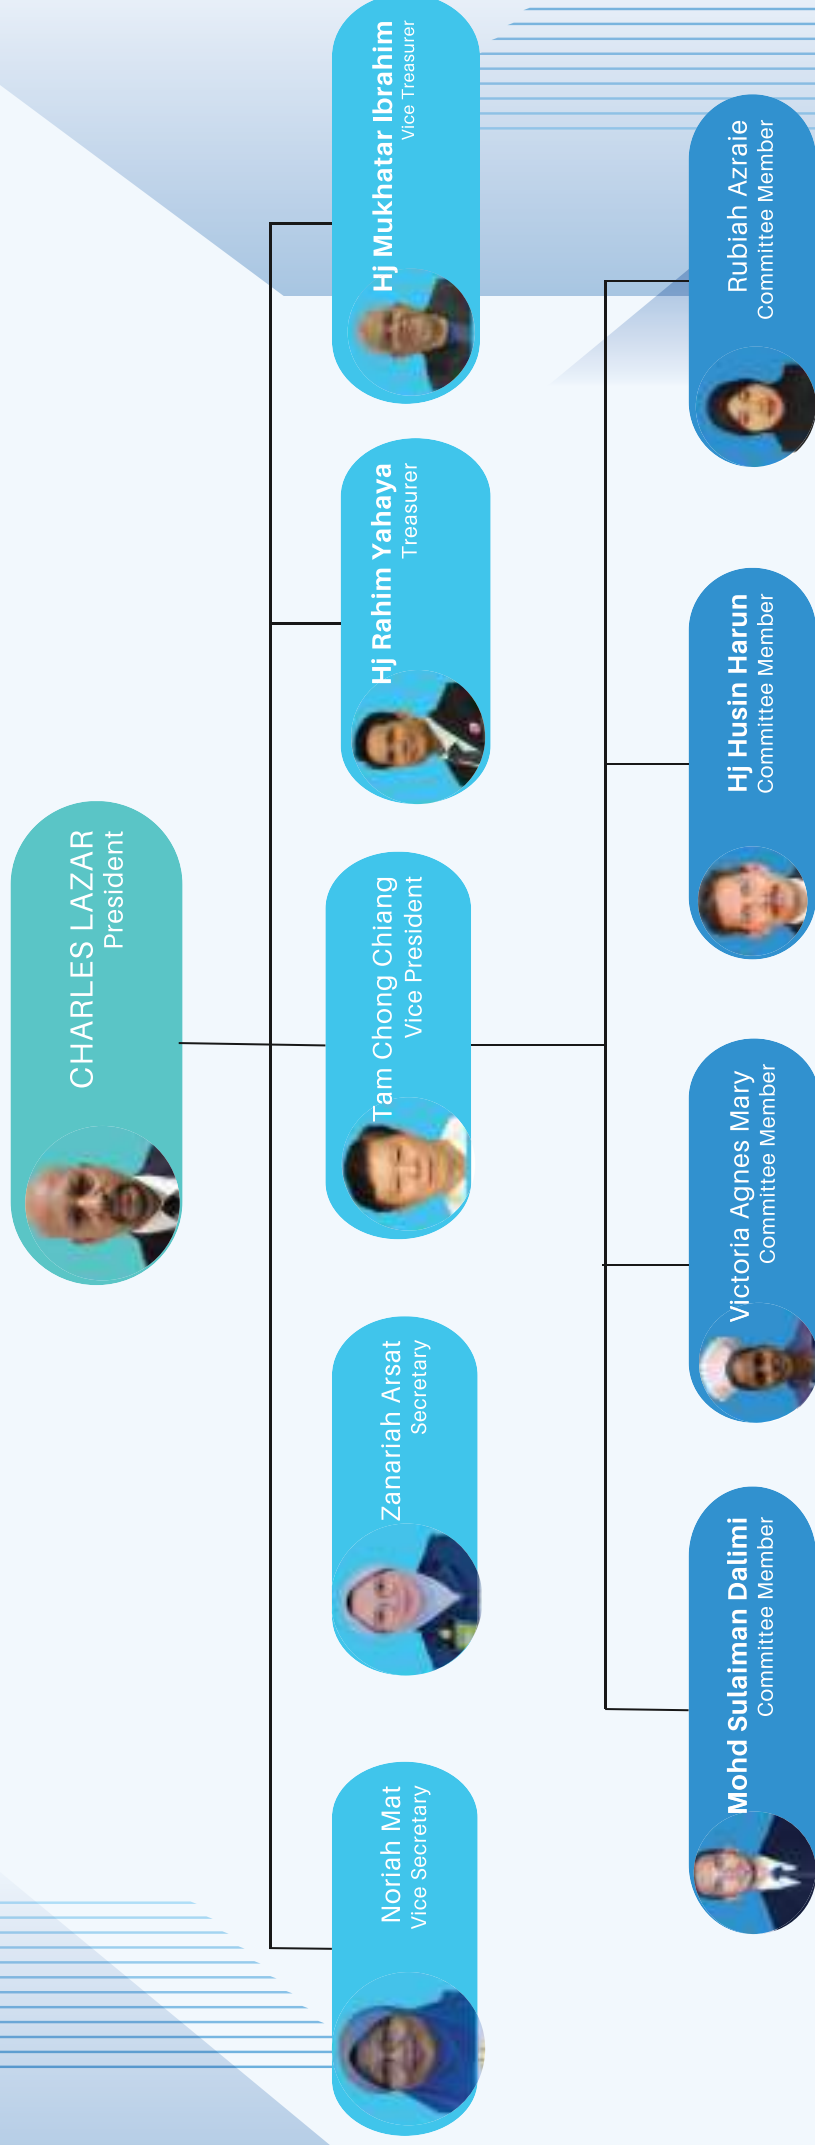 CHARLES LAZAR
President
Noriah Mat
Vice Secretary
Zanariah Arsat
Secretary
Tam Chong Chiang
Vice President
Hj Rahim Yahaya
Treasurer
Hj Mukhatar Ibrahim
Vice Treasurer
Mohd Sulaiman Dalimi
Committee Member
Victoria Agnes Mary
Committee Member
Hj Husin Harun
Committee Member
Rubiah Azraie
Committee Member